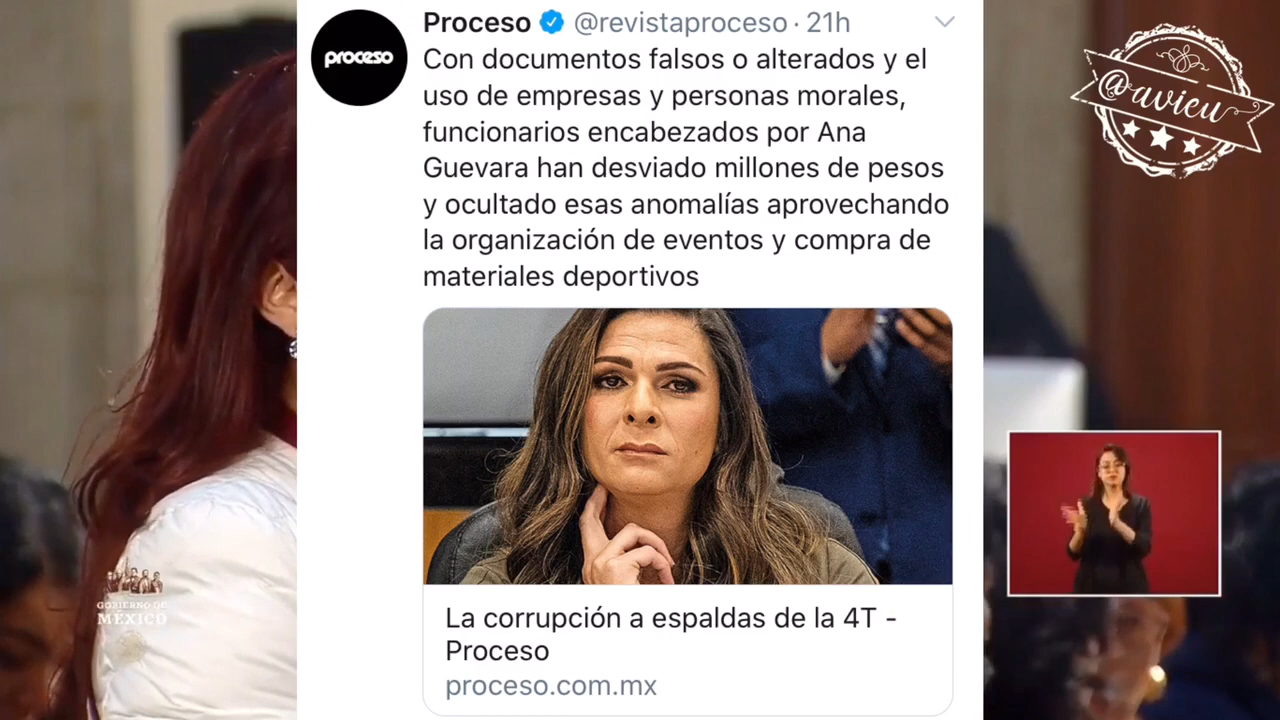 Proceso @revistaproceso · 21h
proceso
Con documentos falsos o alterados y el
uso de empresas y personas morales,
funcionarios encabezados por Ana
Guevara han desviado millones de pesos
y ocultado esas anomalías aprovechando
la organización de eventos y compra de
materiales deportivos
La corrupción a espaldas de la 4T -
Proceso
proceso.com.mx
@avieu
GOBIERNO DE
MÉXICO